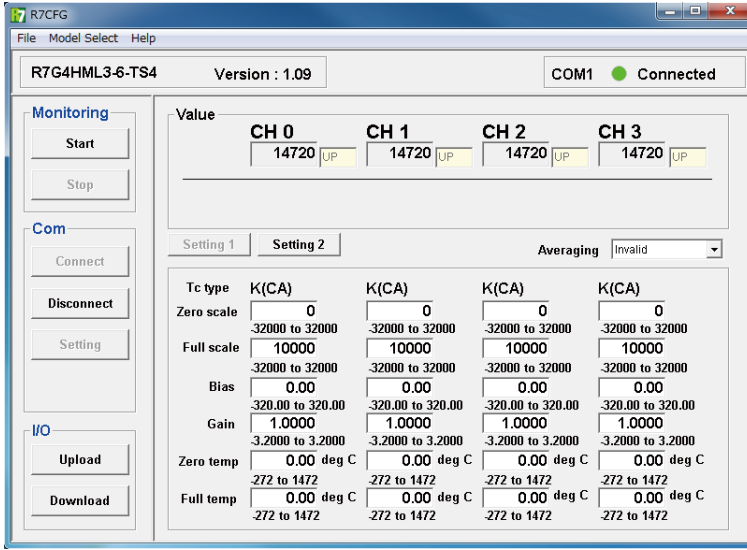 R7CFG
File Model Select Help
R7G4HML3-6-TS4 Version : 1.09 COM1 Connected
Monitoring
Start
Stop
Com
Connect
Disconnect
Setting
I/O
Upload
Download
Value
CH 0 CH 1 CH 2 CH 3
14720 UP 14720 UP 14720 UP 14720 UP
Setting 1 Setting 2 Averaging Invalid
Tc type K(CA) K(CA) K(CA) K(CA)
Zero scale 0 0 0 0
-32000 to 32000 -32000 to 32000 -32000 to 32000 -32000 to 32000
Full scale 10000 10000 10000 10000
-32000 to 32000 -32000 to 32000 -32000 to 32000 -32000 to 32000
Bias 0.00 0.00 0.00 0.00
-320.00 to 320.00 -320.00 to 320.00 -320.00 to 320.00 -320.00 to 320.00
Gain 1.0000 1.0000 1.0000 1.0000
-3.2000 to 3.2000 -3.2000 to 3.2000 -3.2000 to 3.2000 -3.2000 to 3.2000
Zero temp 0.00 deg C 0.00 deg C 0.00 deg C 0.00 deg C
-272 to 1472 -272 to 1472 -272 to 1472 -272 to 1472
Full temp 0.00 deg C 0.00 deg C 0.00 deg C 0.00 deg C
-272 to 1472 -272 to 1472 -272 to 1472 -272 to 1472